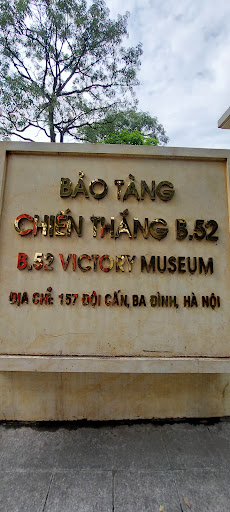 BẢO TÀNG
CHIẾN THẮNG B.52
B.52 VICTORY MUSEUM
ĐỊA CHỈ: 157 ĐỘI CẤN, BA ĐÌNH, HÀ NỘI